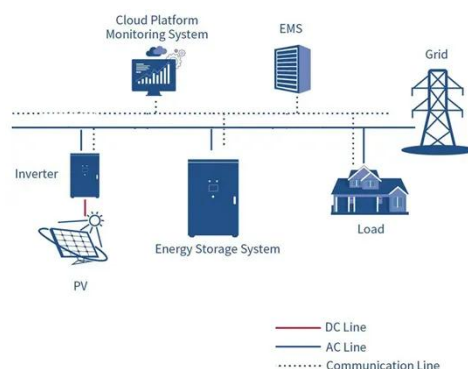 Cloud Platform
Monitoring System
EMS
Grid
Inverter
Energy Storage System
Load
PV
DC Line
AC Line
Communication Line